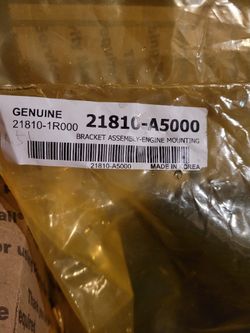 GENUINE
21810-1R000 21810-A5000
BRACKET ASSEMBLY-ENGINE MOUNTING
21810-A5000 MADE IN KOREA